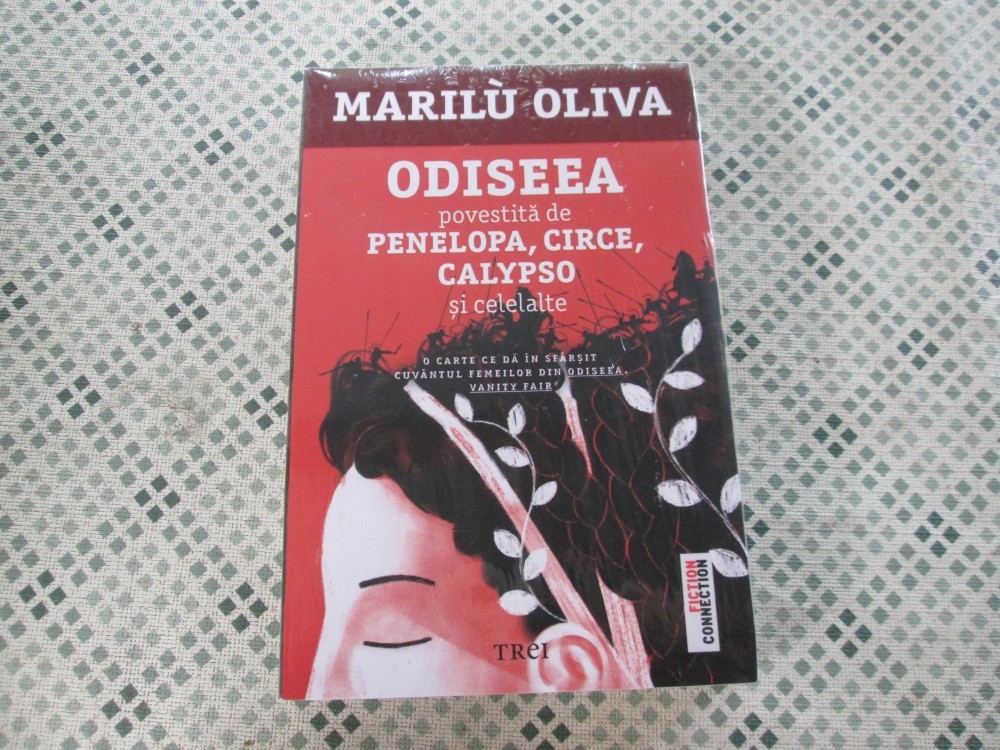 MARILÙ OLIVA
ODISEEA
povestită de
PENELOPA, CIRCE,
CALYPSO
și celelalte
O CARTE CE DĂ ÎN SFÂRȘIT
CUVÂNTUL FEMEILOR DIN ODISEEA.
VANITY FAIR
FICTION
CONNECTION
TREI